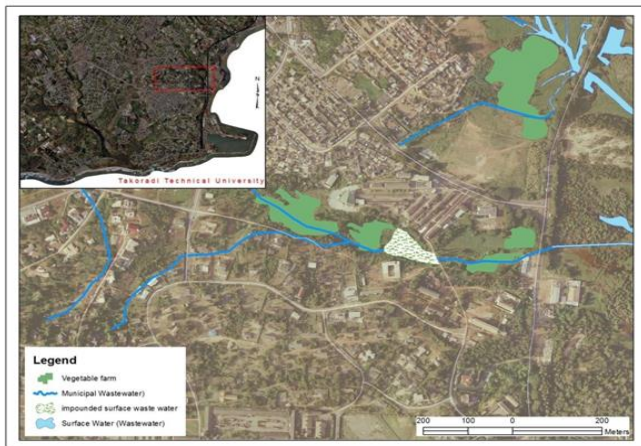 N
Takoradi Technical University
Legend
Vegetable farm
Municipal Wastewater)
impounded surface waste water
Surface Water (Wastewater)
200 100 0 200
Meters